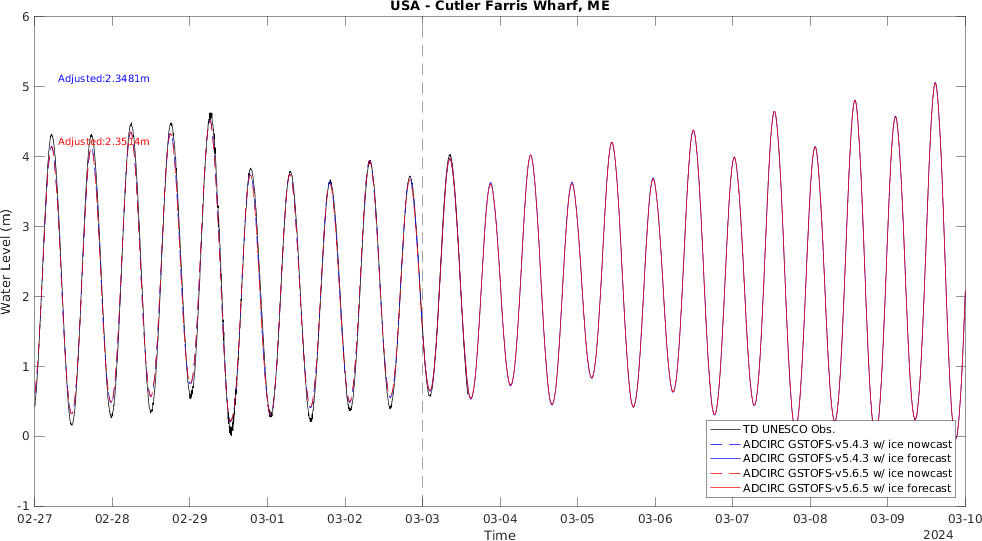 USA - Cutler Farris Wharf, ME
6
5
4
3
2
1
0
-1
Water Level (m)
Adjusted:2.3481m
Adjusted:2.3514m
TD UNESCO Obs.
ADCIRC GSTOFS-v5.4.3 w/ ice nowcast
ADCIRC GSTOFS-v5.4.3 w/ ice forecast
ADCIRC GSTOFS-v5.6.5 w/ ice nowcast
ADCIRC GSTOFS-v5.6.5 w/ ice forecast
02-27 02-28 02-29 03-01 03-02 03-03 03-04 03-05 03-06 03-07 03-08 03-09 03-10
Time
2024